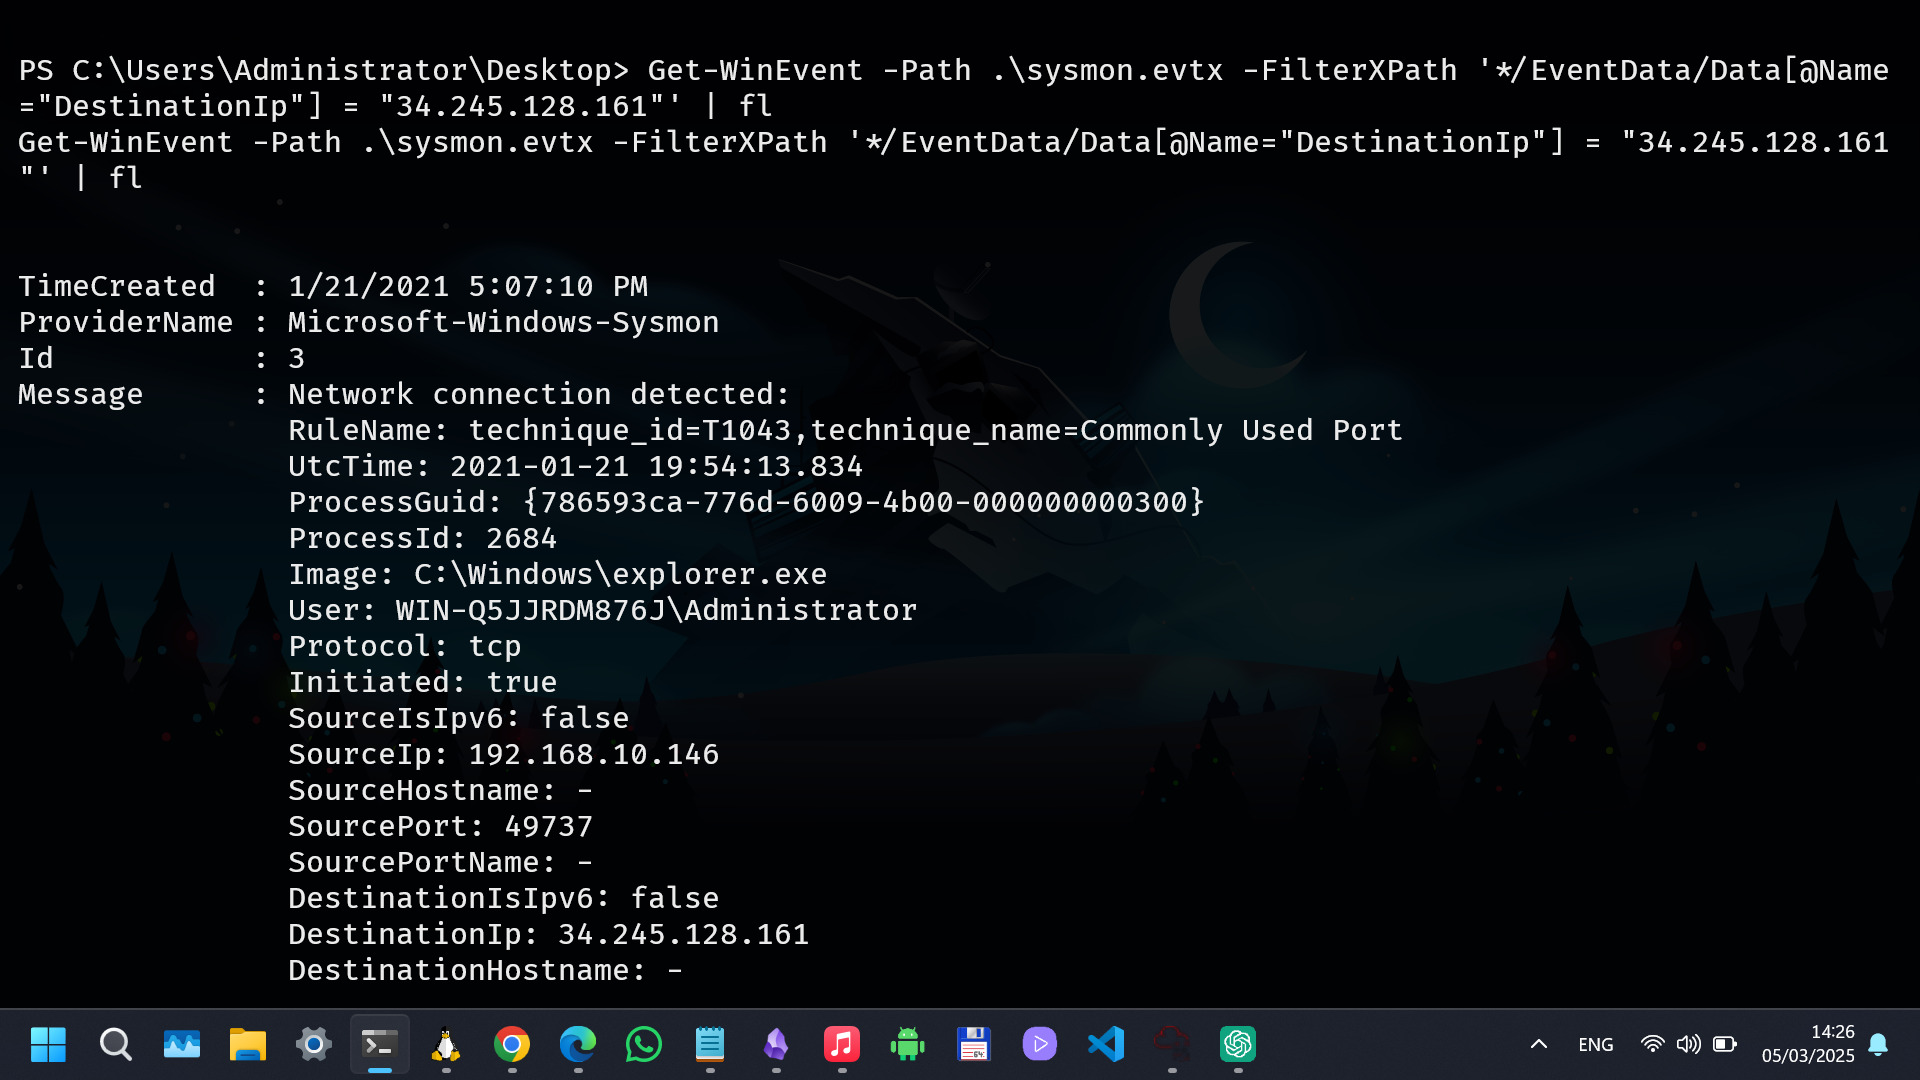 PS C:\Users\Administrator\Desktop> Get-WinEvent -Path .\sysmon.evtx -FilterXPath '*/EventData/Data[@Name
="DestinationIp"] = "34.245.128.161"' | fl
Get-WinEvent -Path .\sysmon.evtx -FilterXPath '*/EventData/Data[@Name="DestinationIp"] = "34.245.128.161
"' | fl
TimeCreated : 1/21/2021 5:07:10 PM
ProviderName : Microsoft-Windows-Sysmon
Id : 3
Message : Network connection detected:
RuleName: technique_id=T1043,technique_name=Commonly Used Port
UtcTime: 2021-01-21 19:54:13.834
ProcessGuid: {786593ca-776d-6009-4b00-000000000300}
ProcessId: 2684
Image: C:\Windows\explorer.exe
User: WIN-Q5JJRDM876J\Administrator
Protocol: tcp
Initiated: true
SourceIsIpv6: false
SourceIp: 192.168.10.146
SourceHostname: -
SourcePort: 49737
SourcePortName: -
DestinationIsIpv6: false
DestinationIp: 34.245.128.161
DestinationHostname: -
64
ENG
14:26
05/03/2025